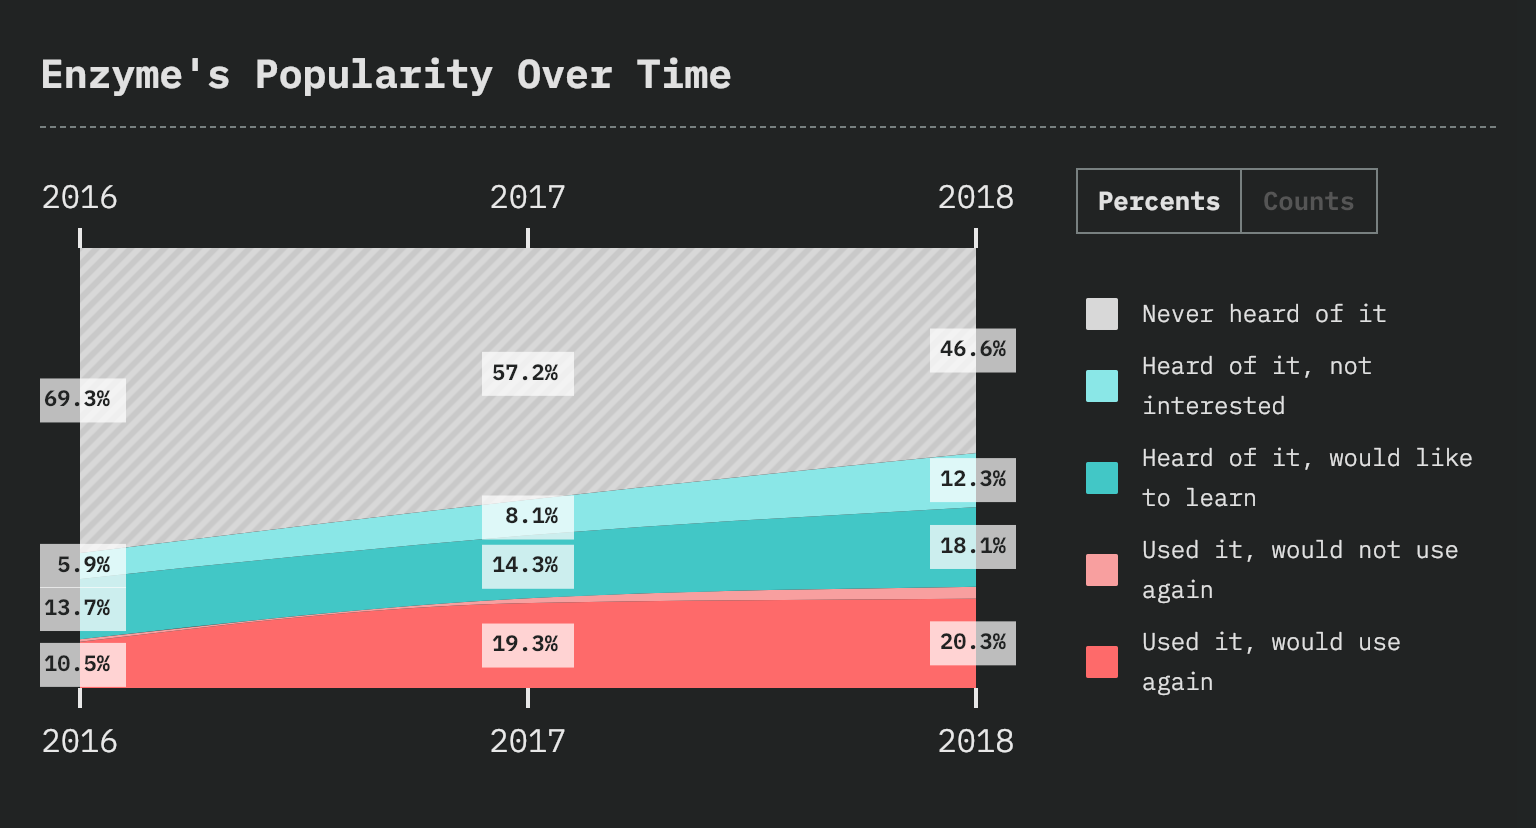 Enzyme's Popularity Over Time
2016 2017 2018
Percents Counts
Never heard of it
Heard of it, not
interested
Heard of it, would like
to learn
Used it, would not use
again
Used it, would use
again
69.3% 57.2% 46.6%
5.9% 8.1% 12.3%
13.7% 14.3% 18.1%
10.5% 19.3% 20.3%
2016 2017 2018